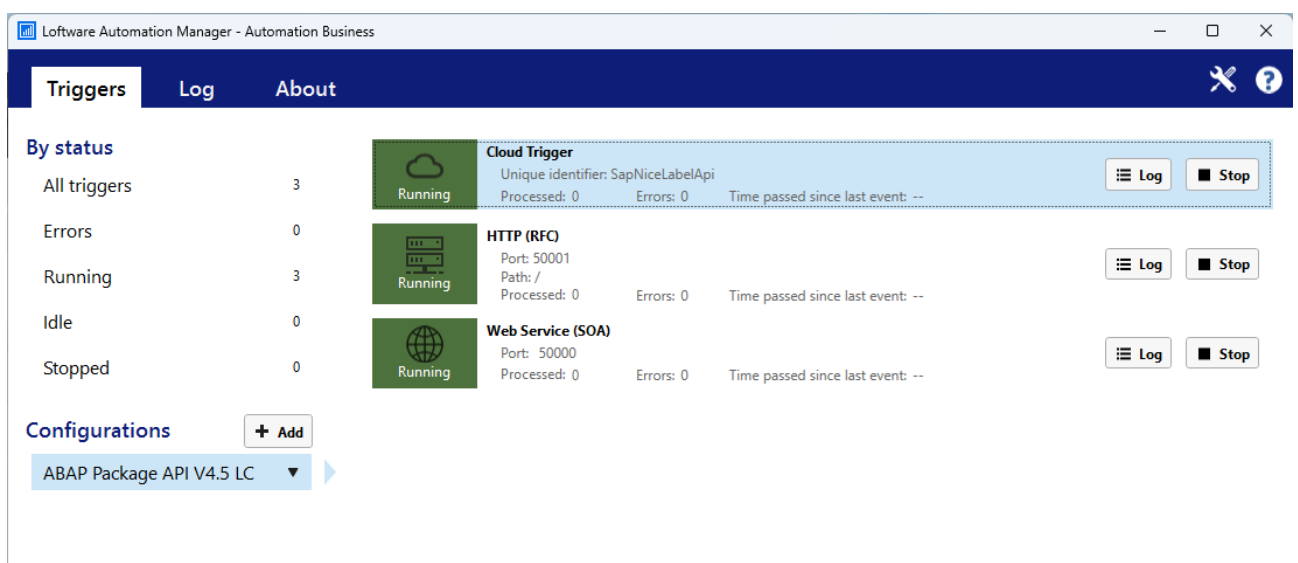 Loftware Automation Manager - Automation Business
Triggers Log About
By status
All triggers 3
Errors 0
Running 3
Idle 0
Stopped 0
Configurations + Add
ABAP Package API V4.5 LC
Cloud Trigger
Unique identifier: SapNiceLabelApi
Running Processed: 0 Errors: 0 Time passed since last event: --
Log Stop
HTTP (RFC)
Port: 50001
Path: /
Running
Processed: 0 Errors: 0 Time passed since last event: --
Log Stop
Web Service (SOA)
Port: 50000
Running Processed: 0 Errors: 0 Time passed since last event: --
Log Stop